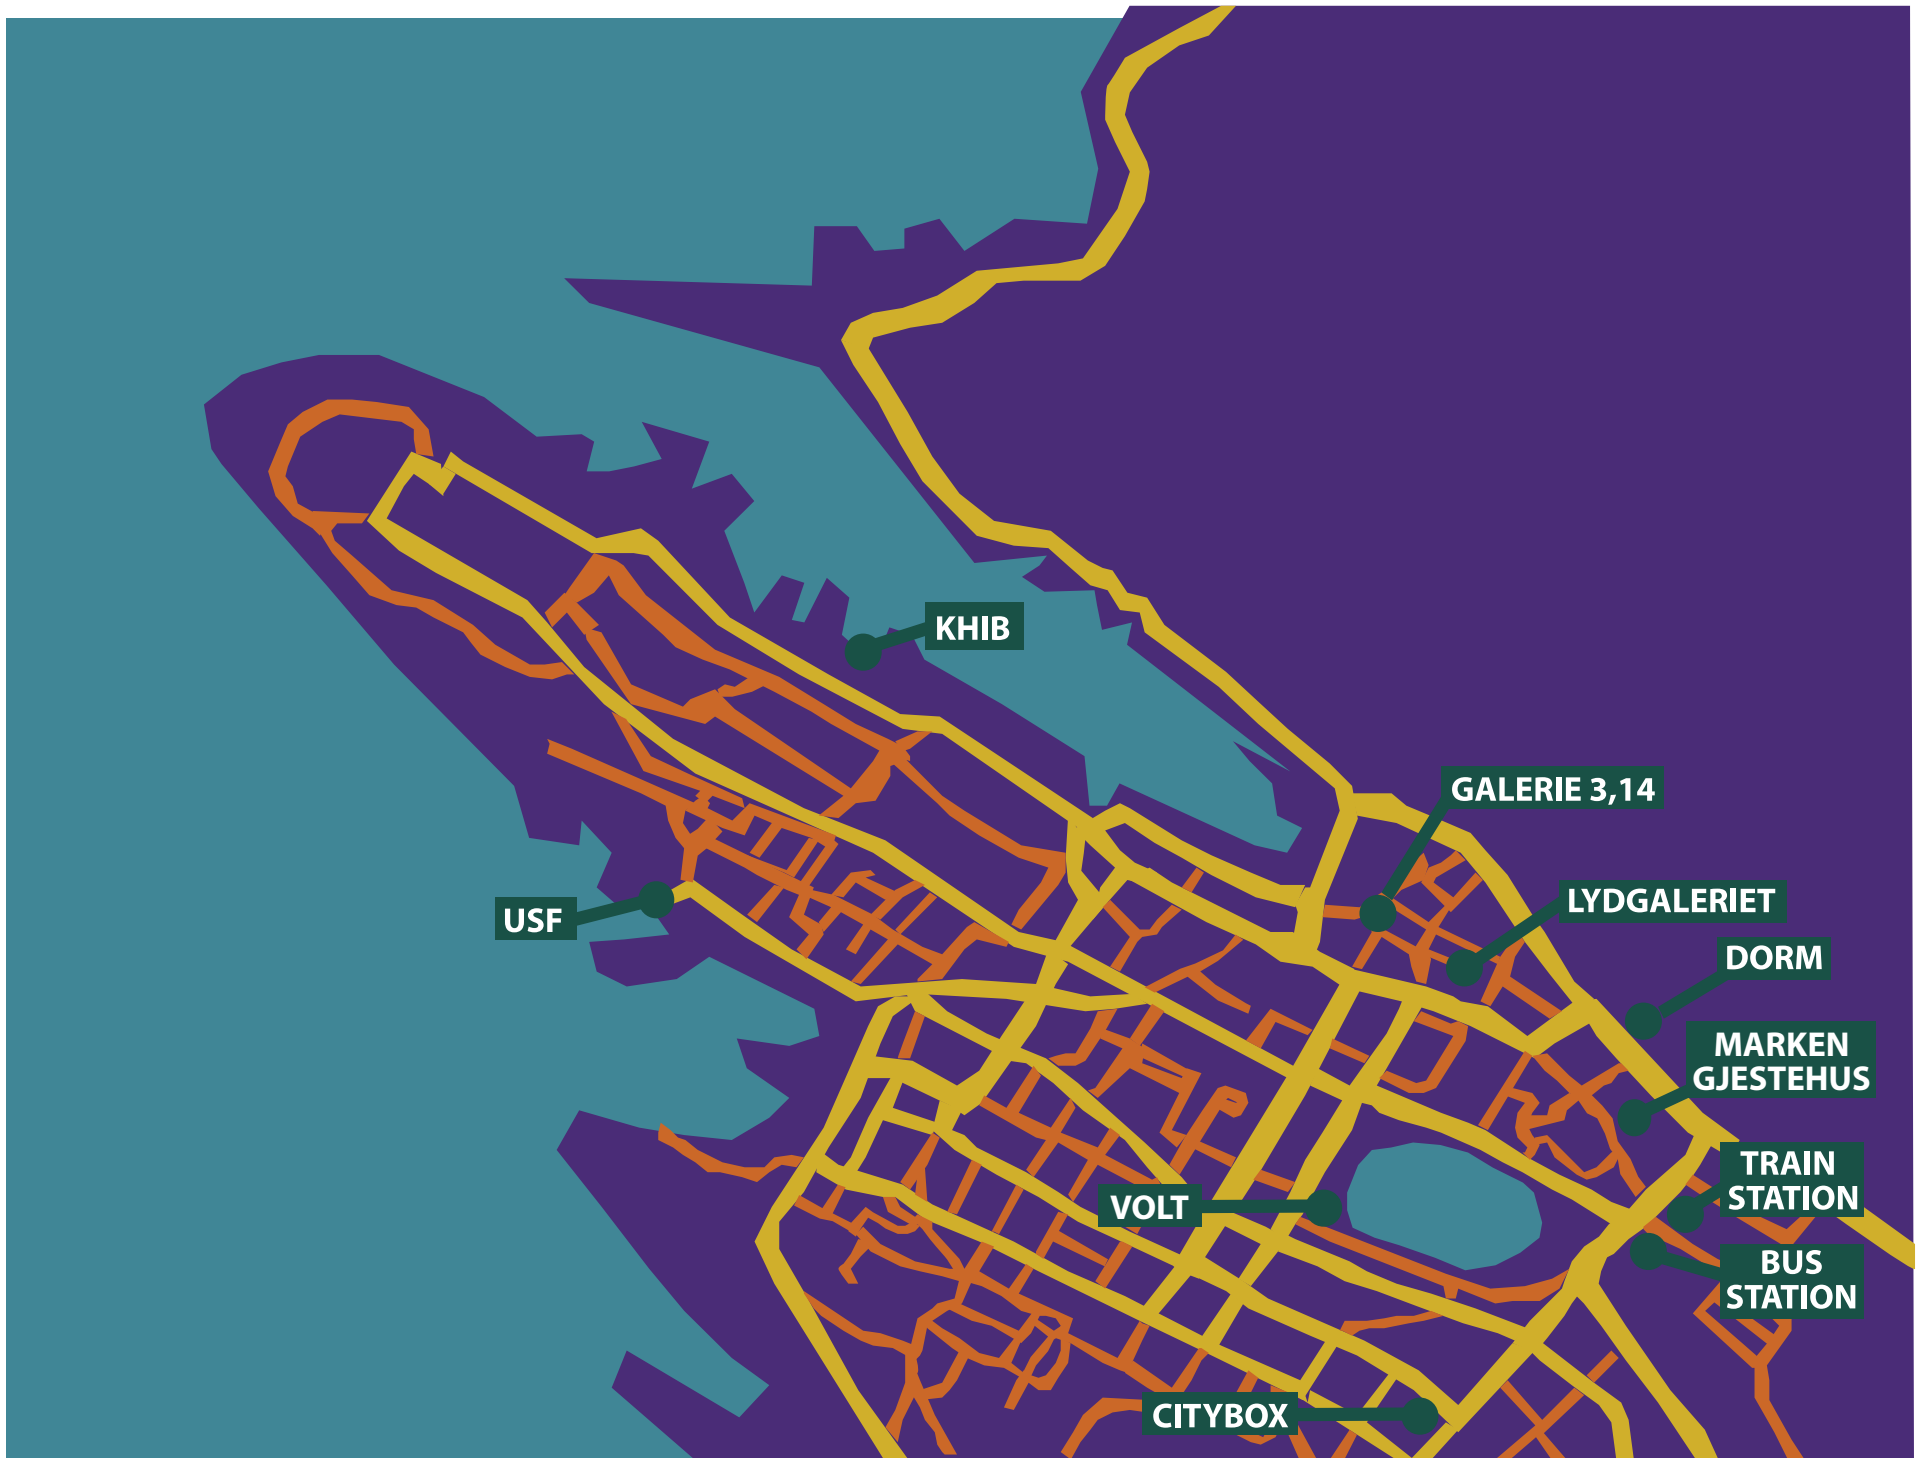 KHIB
GALERIE 3,14
LYDGALERIET
USF
DORM
MARKEN
GJESTEHUS
TRAIN
STATION
VOLT
BUS
STATION
CITYBOX